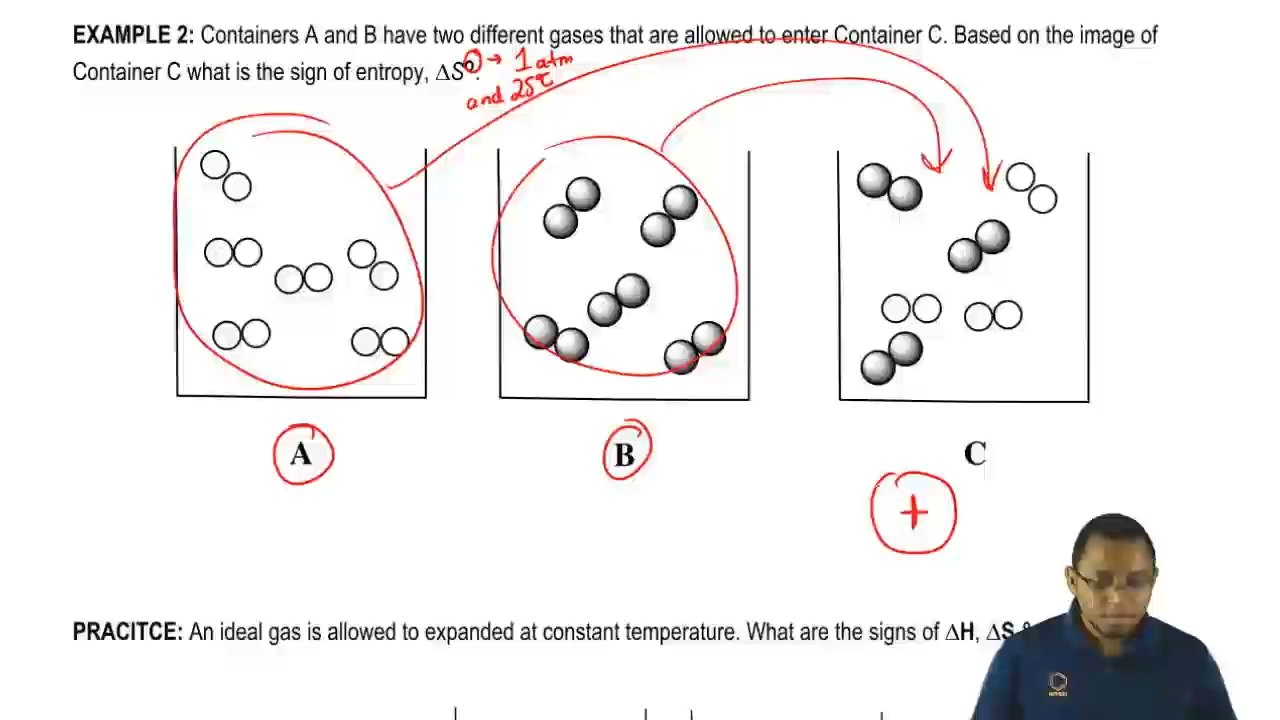 EXAMPLE 2: Containers A and B have two different gases that are allowed to enter Container C. Based on the image of
Container C what is the sign of entropy, ΔSº.
→ 1 atm
and 25℃
A
B
C
+
PRACITCE: An ideal gas is allowed to expanded at constant temperature. What are the signs of ΔH, ΔS